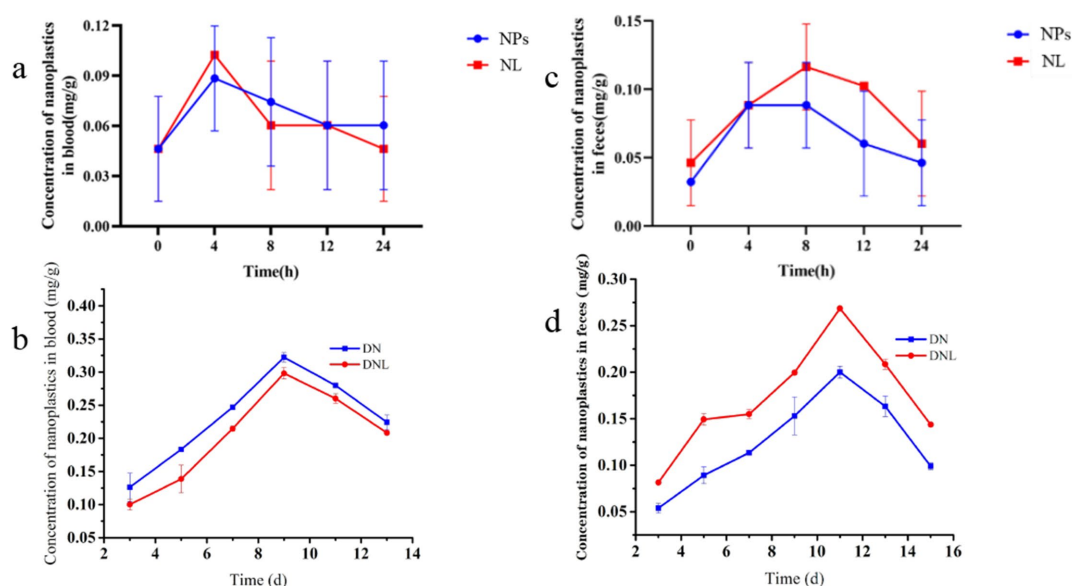 a
Concentration of nanoplastics
in blood(mg/g)
0.12
0.09
0.06
0.03
0.00
0
4
8
12
24
Time(h)
NPs
NL
c
Concentration of nanoplastics
in feces(mg/g)
0.15
0.10
0.05
0.00
0
4
8
12
24
Time(h)
NPs
NL
b
Concentration of nanoplastics in blood (mg/g)
0.40
0.35
0.30
0.25
0.20
0.15
0.10
0.05
2
4
6
8
10
12
14
Time (d)
DN
DNL
d
Concentration of nanoplastics in feces (mg/g)
0.30
0.25
0.20
0.15
0.10
0.05
2
4
6
8
10
12
14
16
Time (d)
DN
DNL